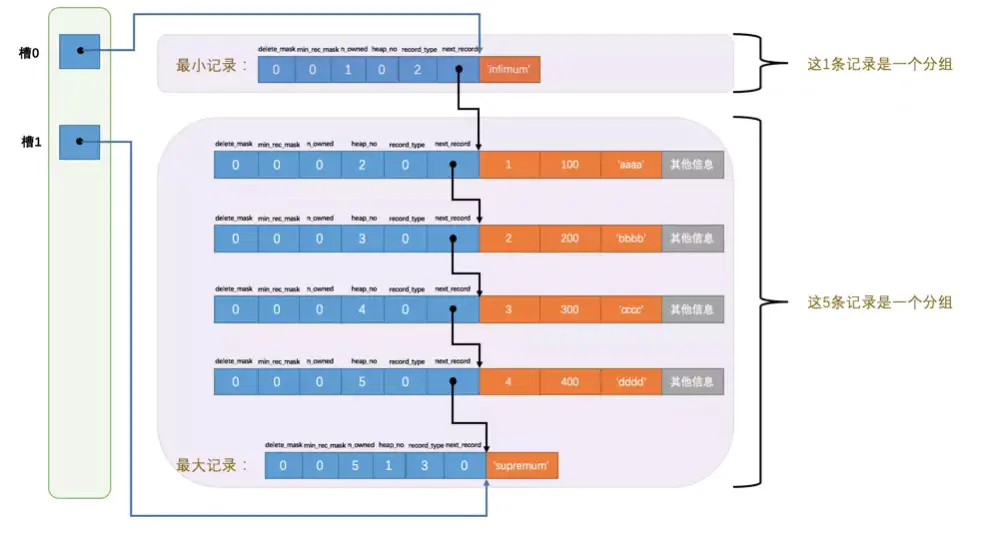 槽0
delete_mask min_rec_mask n_owned heap_no record_type next_record
最小记录： 0 0 1 0 2 'infimum'
这1条记录是一个分组
槽1
delete_mask min_rec_mask n_owned heap_no record_type next_record
0 0 0 2 0 1 100 'aaaa' 其他信息
delete_mask min_rec_mask n_owned heap_no record_type next_record
0 0 0 3 0 2 200 'bbbb' 其他信息
delete_mask min_rec_mask n_owned heap_no record_type next_record
0 0 0 4 0 3 300 'cccc' 其他信息
这5条记录是一个分组
delete_mask min_rec_mask n_owned heap_no record_type next_record
0 0 0 5 0 4 400 'dddd' 其他信息
delete_mask min_rec_mask n_owned heap_no record_type next_record
最大记录： 0 0 5 1 3 0 'supremum'